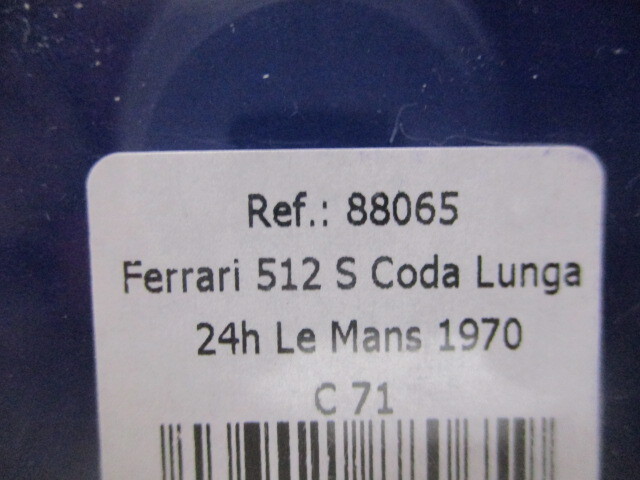 Ref.: 88065
Ferrari 512 S Coda Lunga
24h Le Mans 1970
C 71